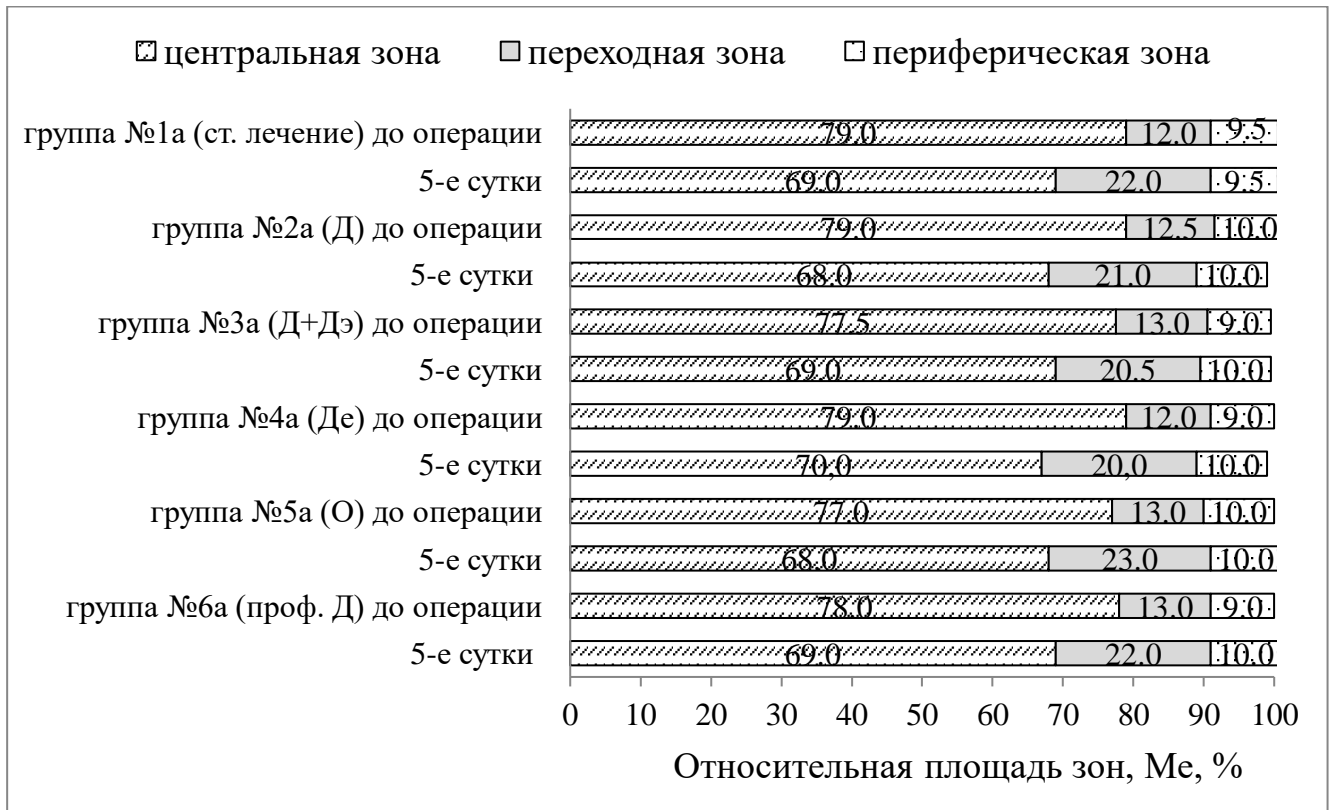 центральная зона переходная зона периферическая зона
группа №1а (ст. лечение) до операции 79.0 12.0 9.5
5-е сутки 69.0 22.0 9.5
группа №2а (Д) до операции 79.0 12.5 10.0
5-е сутки 68.0 21.0 10.0
группа №3а (Д+Дэ) до операции 77.5 13.0 9.0
5-е сутки 69.0 20.5 10.0
группа №4а (Де) до операции 79.0 12.0 9.0
5-е сутки 70,0 20,0 10.0
группа №5а (О) до операции 77.0 13.0 10.0
5-е сутки 68.0 23.0 10.0
группа №6а (проф. Д) до операции 78.0 13.0 9.0
5-е сутки 69.0 22.0 10.0
0 10 20 30 40 50 60 70 80 90 100
Относительная площадь зон, Ме, %